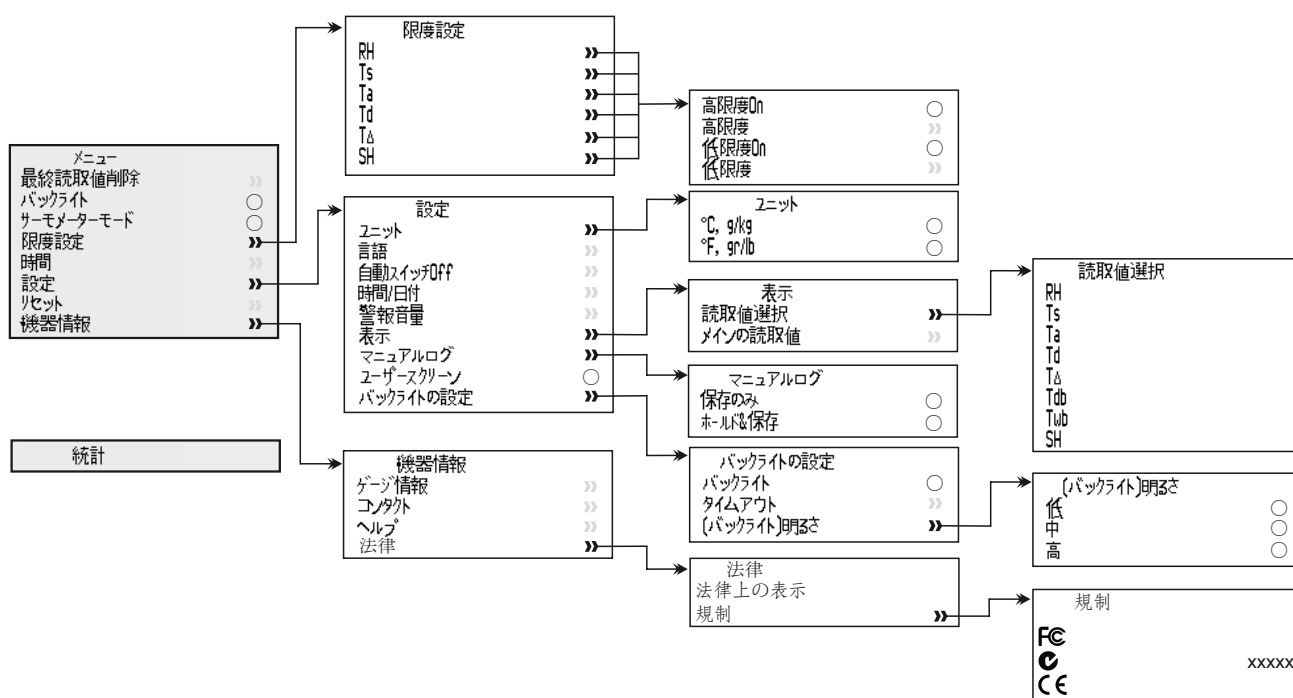 メニュー
最終読取値削除
バックライト
サーモメーターモード
限度設定
時間
設定
リセット
機器情報
統計
限度設定
RH
Ts
Ta
Td
T△
SH
設定
ユニット
言語
自動スイッチOff
時間/日付
警報音量
表示
マニュアルログ
ユーザースクリーン
バックライトの設定
機器情報
ゲージ情報
コンタクト
ヘルプ
法律
高限度On
高限度
低限度On
低限度
ユニット
℃, g/kg
℉, gr/lb
表示
読取値選択
メインの読取値
マニュアルログ
保存のみ
ホールド&保存
バックライトの設定
バックライト
タイムアウト
(バックライト)明るさ
法律
法律上の表示
規制
読取値選択
RH
Ts
Ta
Td
T△
Tdb
Twb
SH
(バックライト)明るさ
低
中
高
規制
FC
xxxxx
CE